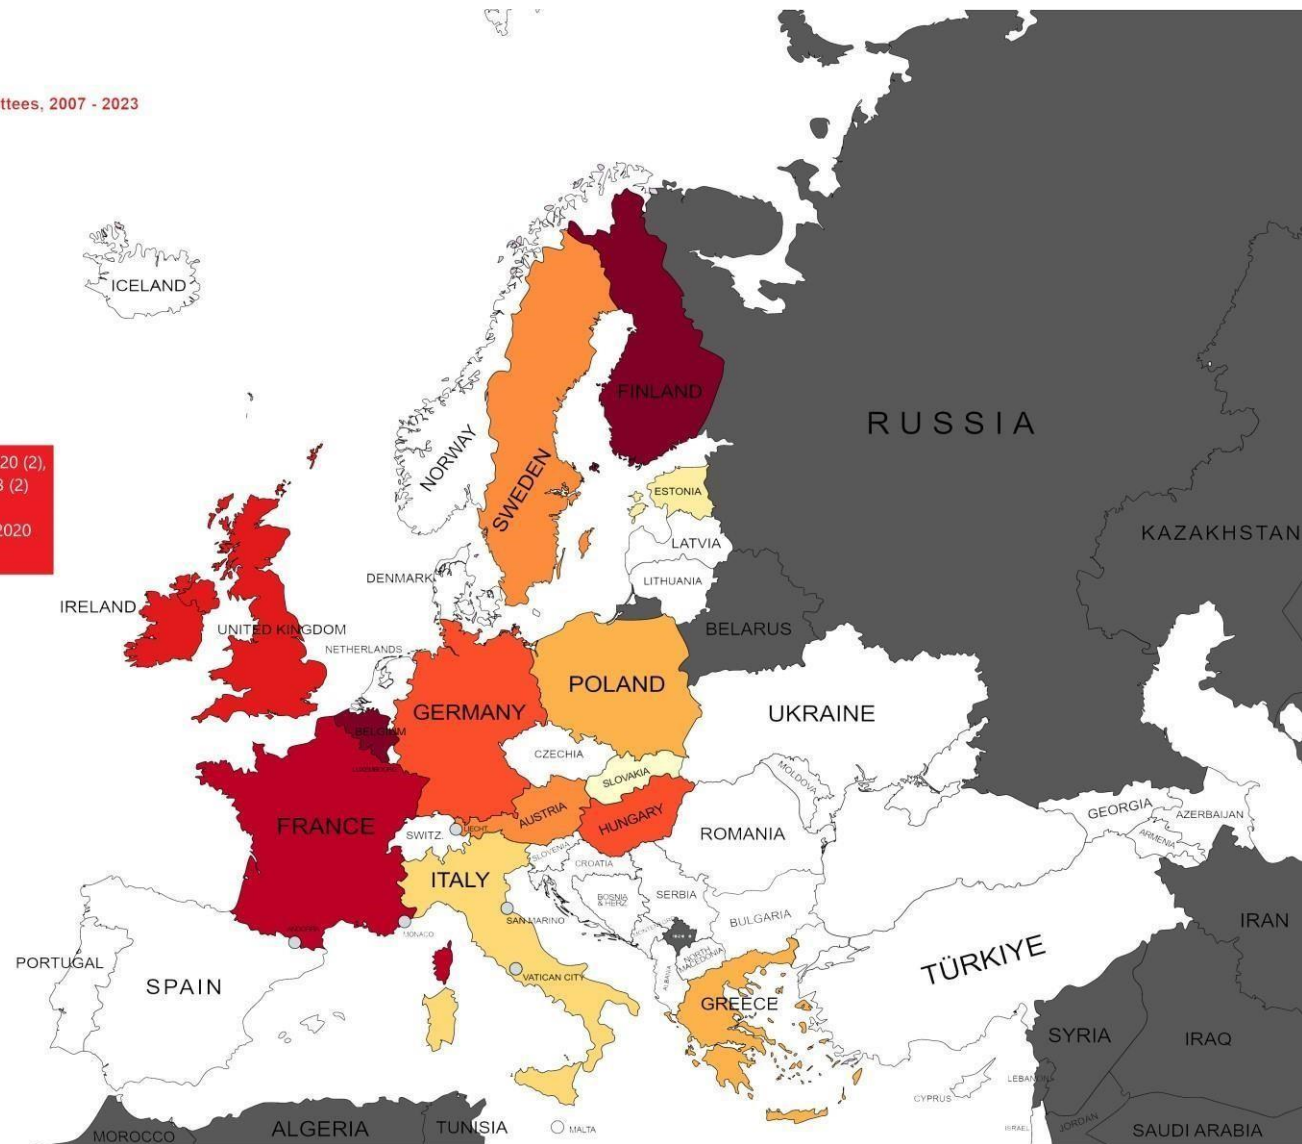 ttees, 2007 - 2023
ICELAND
FINLAND
RUSSIA
NORWAY
SWEDEN
20 (2),
3 (2)
2020
ESTONIA
KAZAKHSTAN
LATVIA
DENMARK
LITHUANIA
IRELAND
UNITED KINGDOM
BELARUS
NETHERLANDS
POLAND
GERMANY
UKRAINE
BELGIUM
CZECHIA
LUXEMBOURG
SLOVAKIA
MOLDOVA
FRANCE
SWITZ.
LIECHT.
AUSTRIA
HUNGARY
ROMANIA
GEORGIA
AZERBAIJAN
ARMENIA
SLOVENIA
CROATIA
ITALY
BOSNIA
& HERZ.
SERBIA
SAN MARINO
BULGARIA
IRAN
MONACO
NORTH
MACEDONIA
PORTUGAL
SPAIN
VATICAN CITY
ALBANIA
TÜRKIYE
GREECE
SYRIA
IRAQ
LEBANON
CYPRUS
MOROCCO
ALGERIA
TUNISIA
MALTA
ISRAEL
JORDAN
SAUDI ARABIA